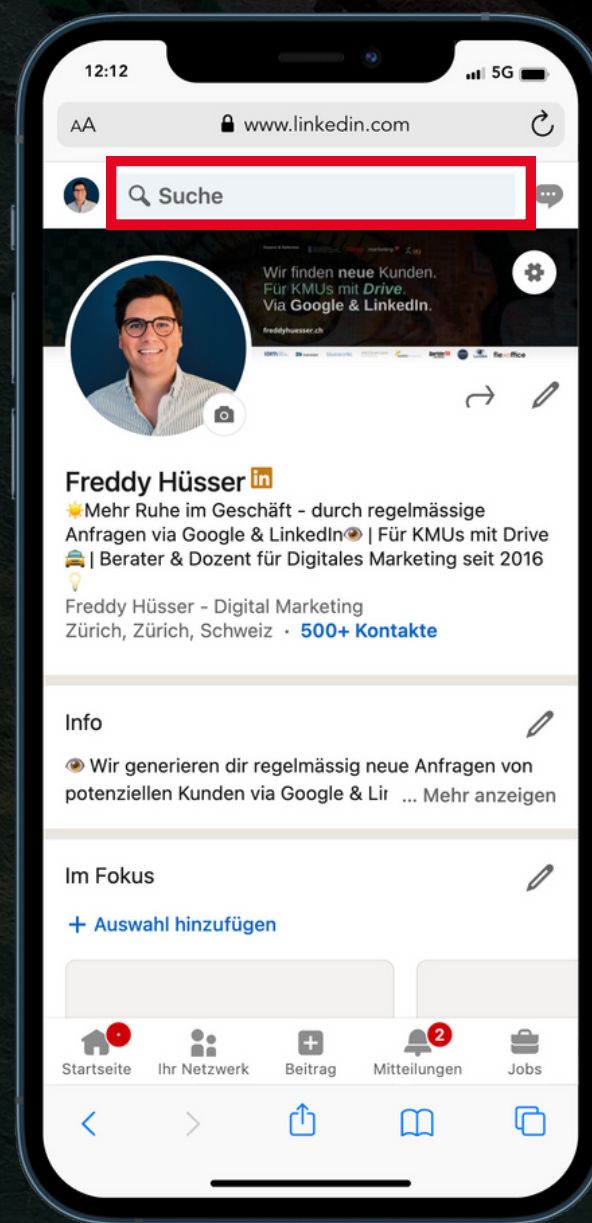 12:12
5G
AA
www.linkedin.com
Suche
Wir finden neue Kunden.
Für KMUs mit Drive.
Via Google & LinkedIn.
freddyhuesser.ch
flexoffice
Freddy Hüsser in
☀️Mehr Ruhe im Geschäft - durch regelmässige
Anfragen via Google & LinkedIn👁️ | Für KMUs mit Drive
🚘 | Berater & Dozent für Digitales Marketing seit 2016
💡
Freddy Hüsser - Digital Marketing
Zürich, Zürich, Schweiz · 500+ Kontakte
Info
👁️ Wir generieren dir regelmässig neue Anfragen von
potenziellen Kunden via Google & Lir ... Mehr anzeigen
Im Fokus
+ Auswahl hinzufügen
2
Startseite Ihr Netzwerk Beitrag Mitteilungen Jobs